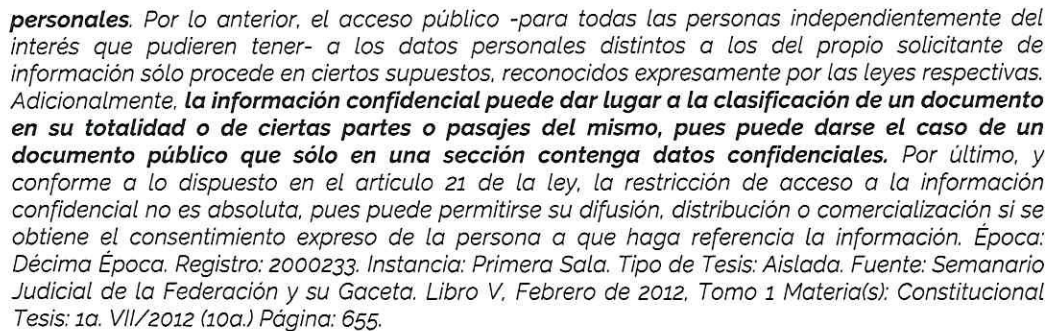 personales. Por lo anterior, el acceso público -para todas las personas independientemente del
interés que pudieren tener- a los datos personales distintos a los del propio solicitante de
información sólo procede en ciertos supuestos, reconocidos expresamente por las leyes respectivas.
Adicionalmente, la información confidencial puede dar lugar a la clasificación de un documento
en su totalidad o de ciertas partes o pasajes del mismo, pues puede darse el caso de un
documento público que sólo en una sección contenga datos confidenciales. Por último, y
conforme a lo dispuesto en el artículo 21 de la ley, la restricción de acceso a la información
confidencial no es absoluta, pues puede permitirse su difusión, distribución o comercialización si se
obtiene el consentimiento expreso de la persona a que haga referencia la información. Época:
Décima Época. Registro: 2000233. Instancia: Primera Sala. Tipo de Tesis: Aislada. Fuente: Semanario
Judicial de la Federación y su Gaceta. Libro V, Febrero de 2012, Tomo 1 Materia(s): Constitucional
Tesis: 1a. VII/2012 (10a.) Página: 655.